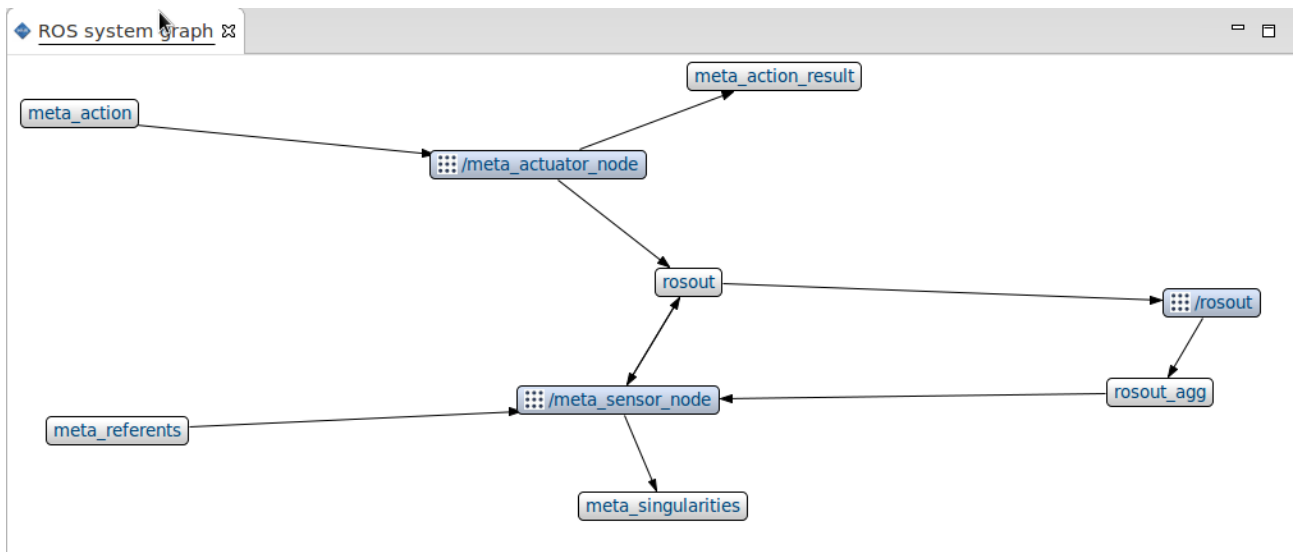 ROS system graph
meta_action_result
meta_action
/meta_actuator_node
rosout
/rosout
rosout_agg
/meta_sensor_node
meta_referents
meta_singularities